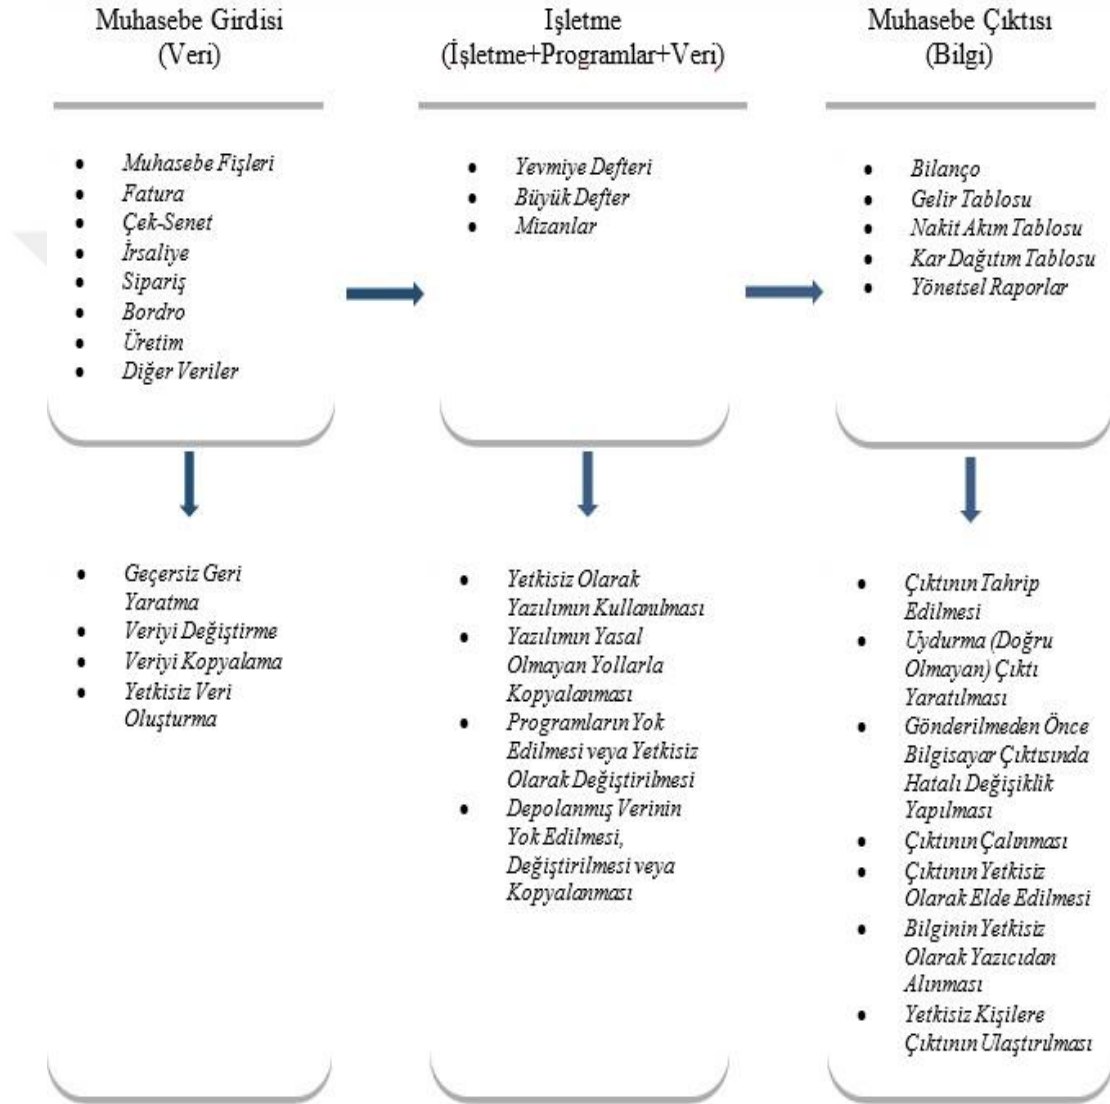 Muhasebe Girdisi
(Veri)
Işletme
(İşletme+Programlar+Veri)
Muhasebe Çıktısı
(Bilgi)
• Muhasebe Fişleri
• Fatura
• Çek-Senet
• İrsaliye
• Sipariş
• Bordro
• Üretim
• Diğer Veriler
• Yevmiye Defteri
• Büyük Defter
• Mizanlar
• Bilanço
• Gelir Tablosu
• Nakit Akım Tablosu
• Kar Dağıtım Tablosu
• Yönetsel Raporlar
• Geçersiz Geri
Yaratma
• Veriyi Değiştirme
• Veriyi Kopyalama
• Yetkisiz Veri
Oluşturma
• Yetkisiz Olarak
Yazılımın Kullanılması
• Yazılımın Yasal
Olmayan Yollarla
Kopyalanması
• Programların Yok
Edilmesi veya Yetkisiz
Olarak Değiştirilmesi
• Depolanmış Verinin
Yok Edilmesi,
Değiştirilmesi veya
Kopyalanması
• Çıktının Tahrip
Edilmesi
• Uydurma (Doğru
Olmayan) Çıktı
Yaratılması
• Gönderilmeden Önce
Bilgisayar Çıktısında
Hatalı Değişiklik
Yapılması
• Çıktının Çalınması
• Çıktının Yetkisiz
Olarak Elde Edilmesi
• Bilginin Yetkisiz
Olarak Yazıcıdan
Alınması
• Yetkisiz Kişilere
Çıktının Ulaştırılması